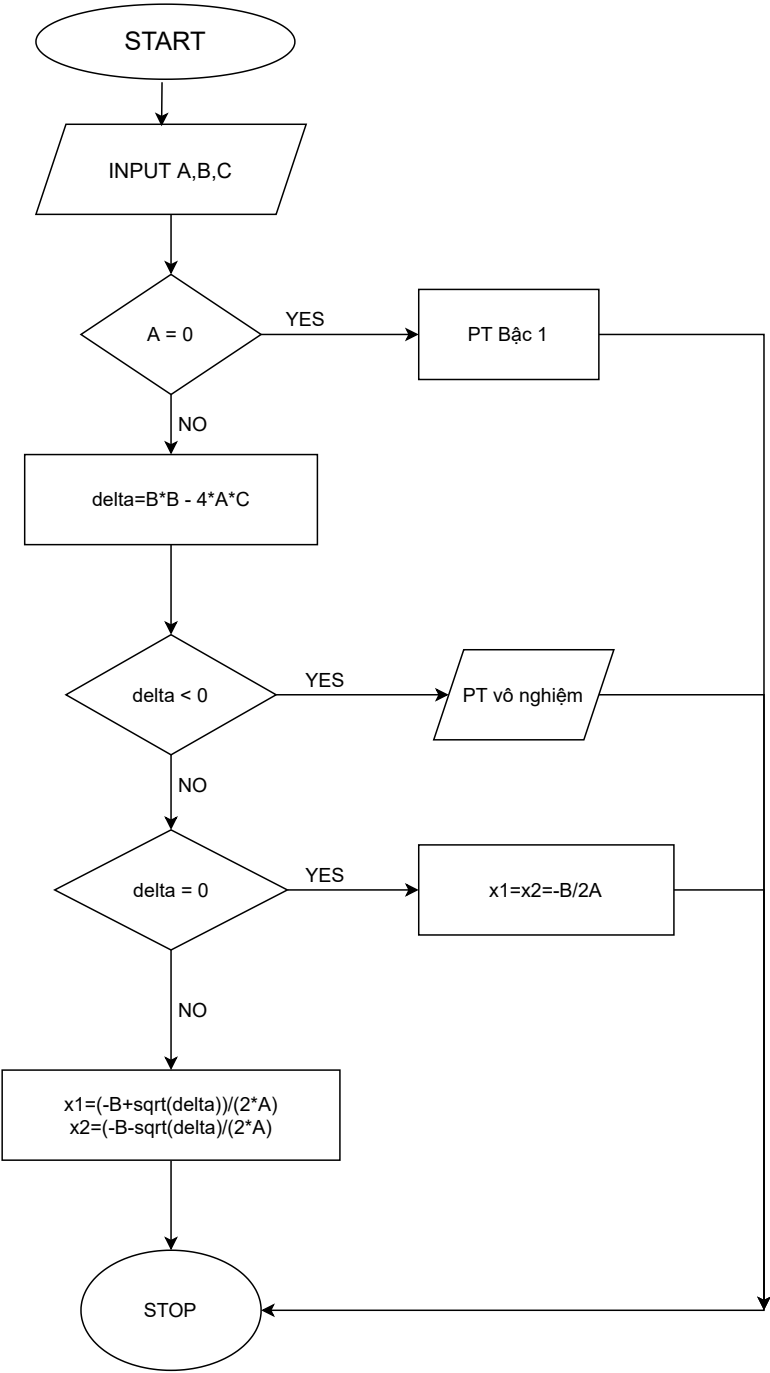 START
INPUT A,B,C
A = 0
YES
PT Bậc 1
NO
delta=B*B - 4*A*C
delta < 0
YES
PT vô nghiệm
NO
delta = 0
YES
x1=x2=-B/2A
NO
x1=(-B+sqrt(delta))/(2*A)
x2=(-B-sqrt(delta)/(2*A)
STOP